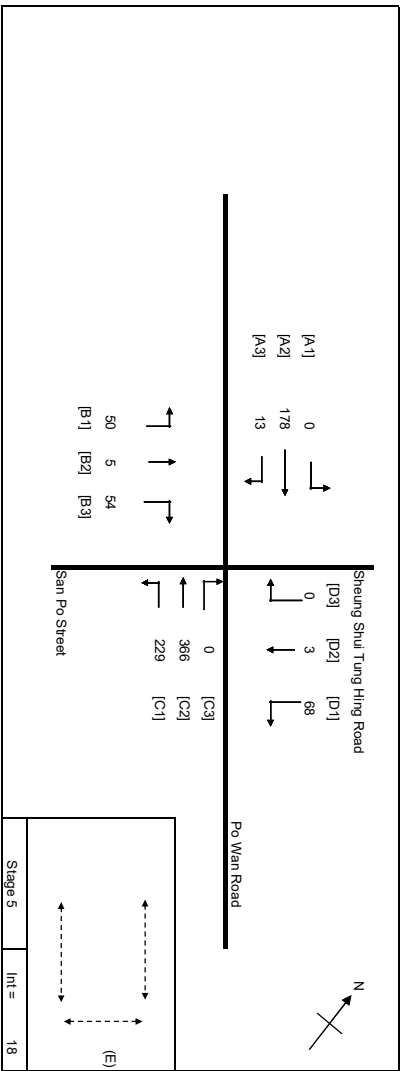 Sheung Shui Tung Hing Road
[D3] [D2] [D1]
0 3 68
[A1] 0
[A2] 178
[A3] 13
N
Po Wan Road
0 [C3]
366 [C2]
229 [C1]
50 5 54
[B1] [B2] [B3]
San Po Street
(E)
Stage 5 Int = 18